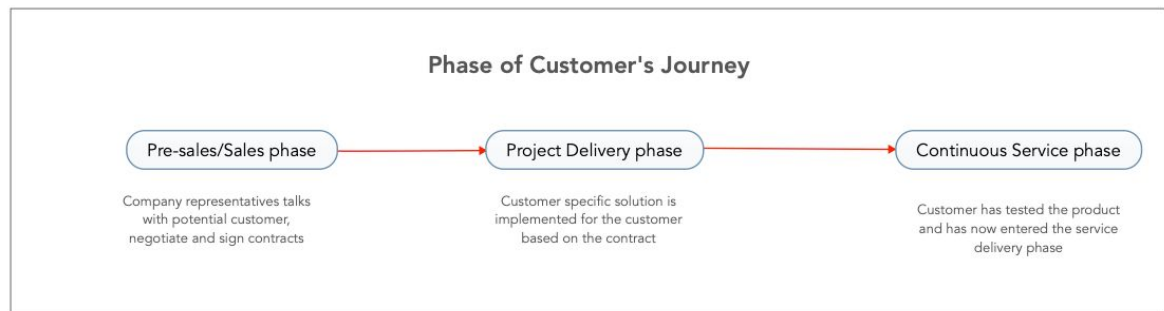 Phase of Customer's Journey
Pre-sales/Sales phase
Project Delivery phase
Continuous Service phase
Company representatives talks
with potential customer,
negotiate and sign contracts
Customer specific solution is
implemented for the customer
based on the contract
Customer has tested the product
and has now entered the service
delivery phase